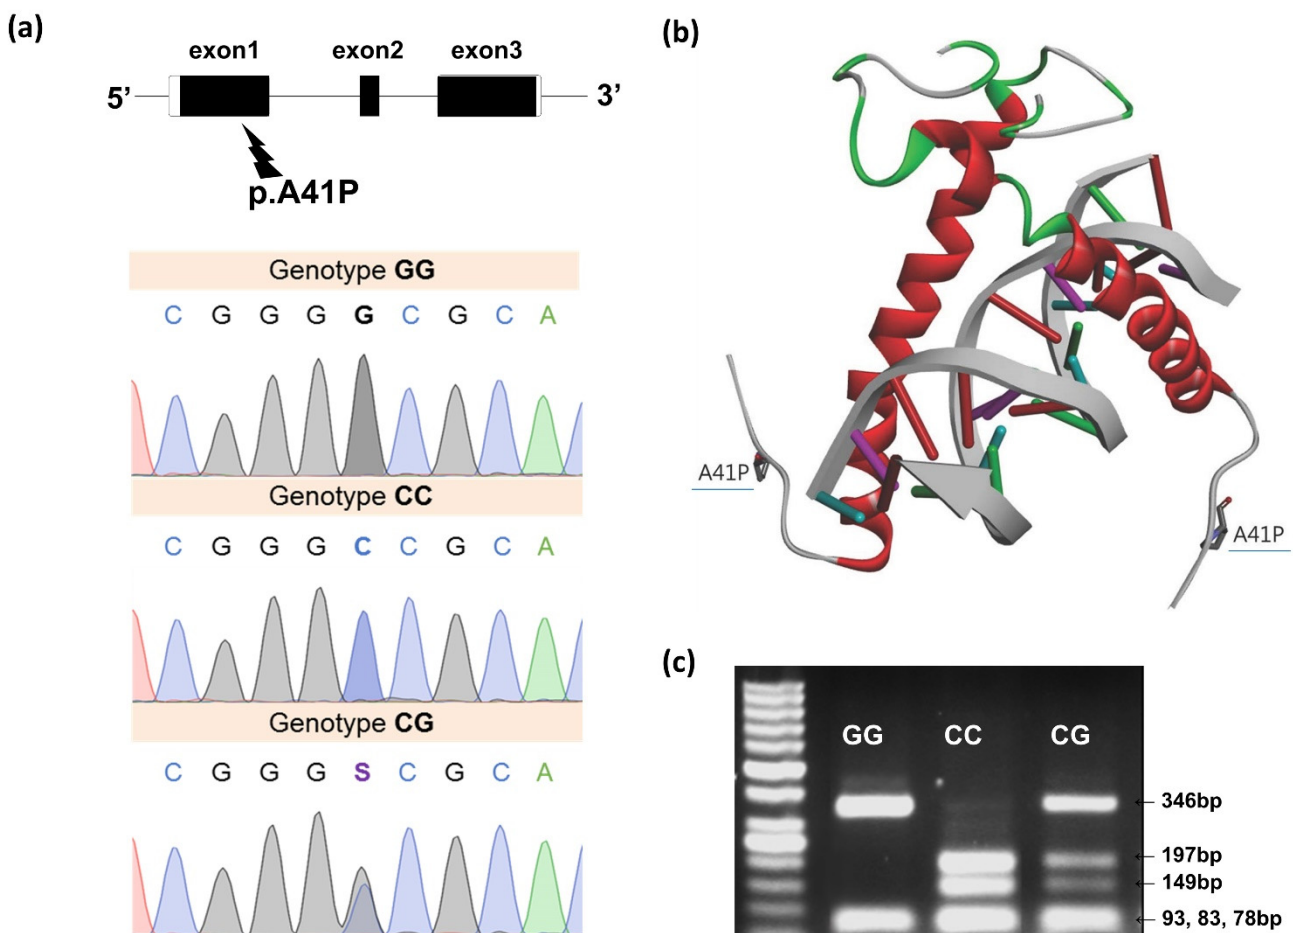 (a)
exon1 exon2 exon3
5’ 3’
p.A41P
Genotype GG
C G G G G C G C A
Genotype CC
C G G G C C G C A
Genotype CG
C G G G S C G C A
(b)
A41P
A41P
(c)
GG CC CG
← 346bp
← 197bp
← 149bp
← 93, 83, 78bp